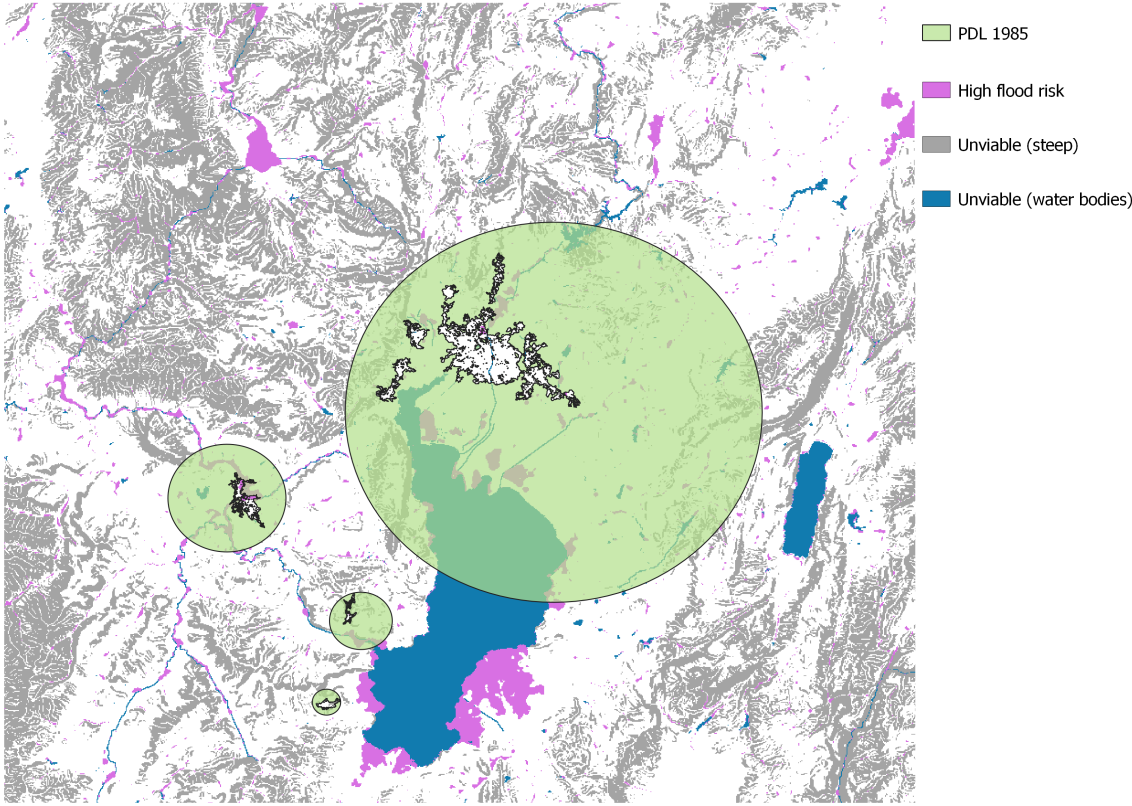 PDL 1985
High flood risk
Unviable (steep)
Unviable (water bodies)